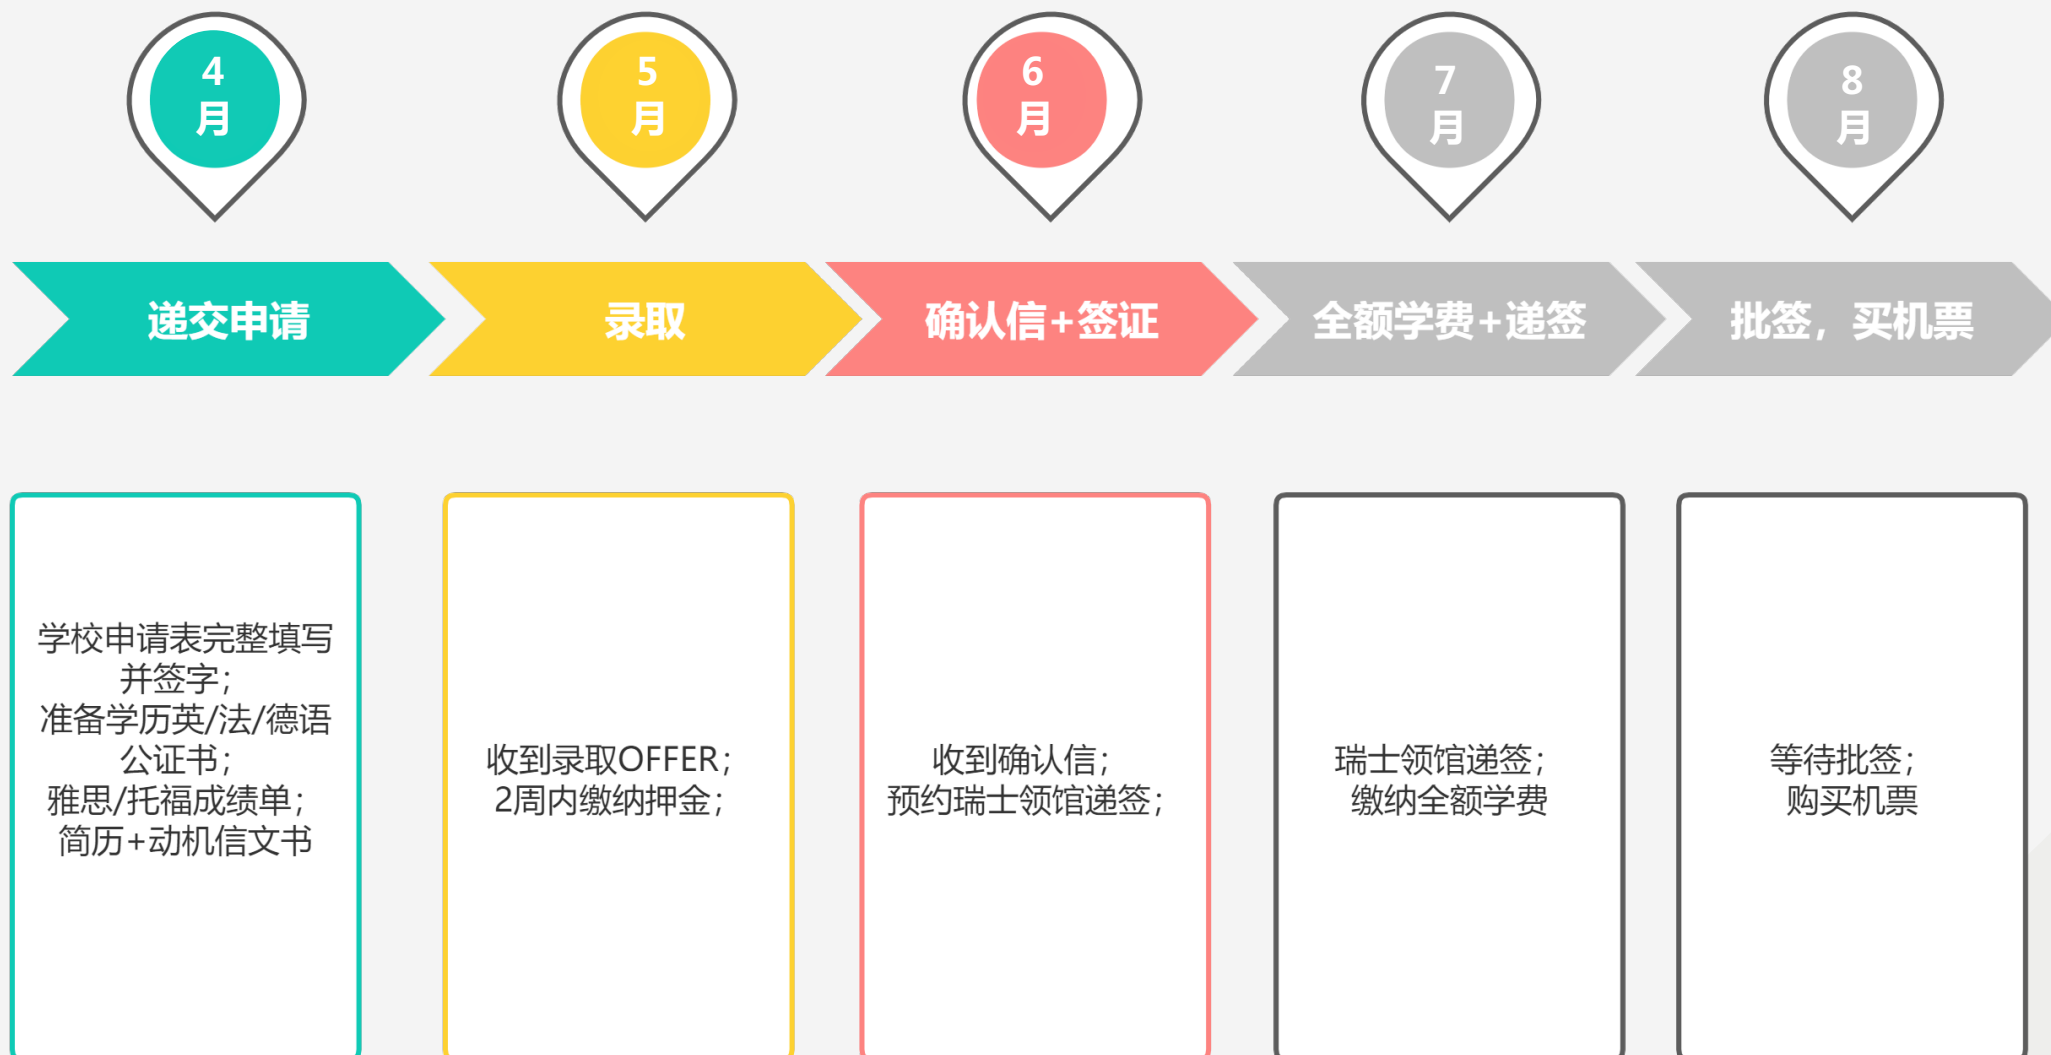 4
月
5
月
6
月
7
月
8
月
递交申请
录取
确认信+签证
全额学费+递签
批签，买机票
学校申请表完整填写
并签字；
准备学历英/法/德语
公证书；
雅思/托福成绩单；
简历+动机信文书
收到录取OFFER；
2周内缴纳押金；
收到确认信；
预约瑞士领馆递签；
瑞士领馆递签；
缴纳全额学费
等待批签；
购买机票